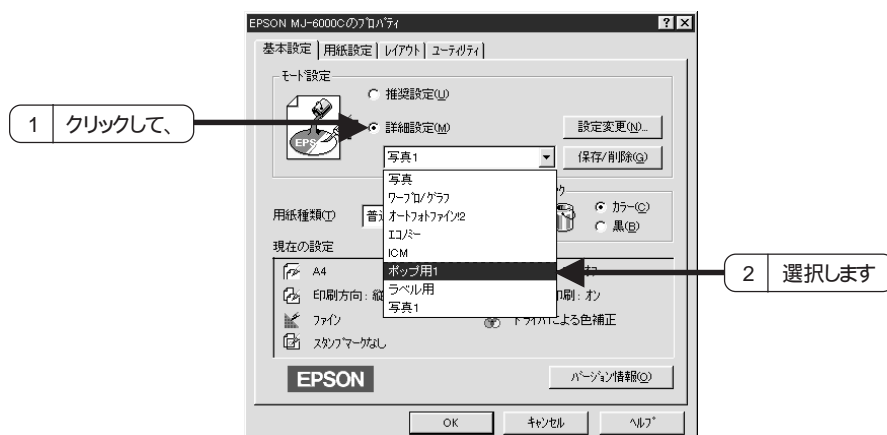 EPSON MJ-6000Cのプロパティ
基本設定 用紙設定 レイアウト ユーティリティ
モード設定
推奨設定(U)
1 クリックして、
詳細設定(M)
設定変更(N)...
EPS
写真1
保存/削除(G)
写真
ワープロ/グラフ
オートフォトファイン!2
エコノミー
ICM
ポップ用1
ラベル用
写真1
用紙種類(T)
普
カラー(C)
黒(B)
現在の設定
A4
2 選択します
印刷方向: 縦
印刷: オン
ファイン
ドライバによる色補正
スタンプマークなし
EPSON
バージョン情報(O)
OK キャンセル ヘルプ